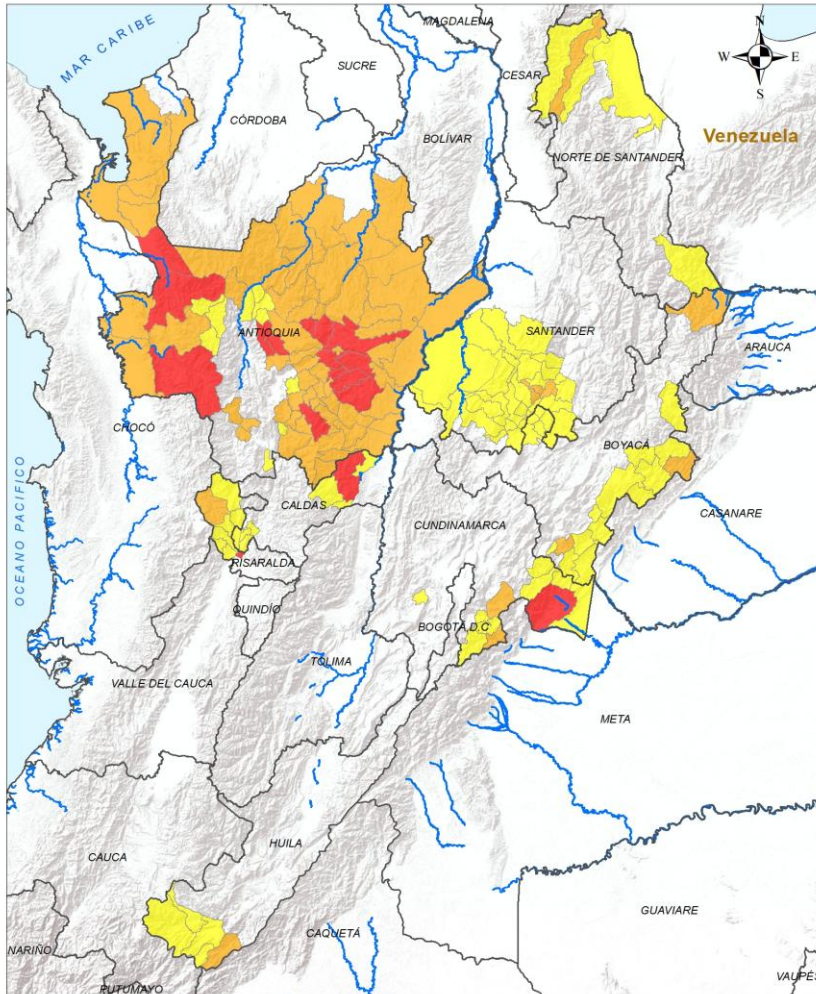 MAR CARIBE
MAGDALENA
N
W
E
S
SUCRE
CESAR
CÓRDOBA
BOLÍVAR
Venezuela
NORTE DE SANTANDER
ANTIOQUIA
SANTANDER
ARAUCA
CHOCÓ
BOYACÁ
OCEANO PACIFICO
CALDAS
CASANARE
CUNDINAMARCA
RISARALDA
QUINDÍO
BOGOTÁ D.C
TOLIMA
VALLE DEL CAUCA
META
HUILA
CAUCA
GUAVIARE
CAQUETÁ
NARIÑO
PUTUMAYO
VAUPÉS